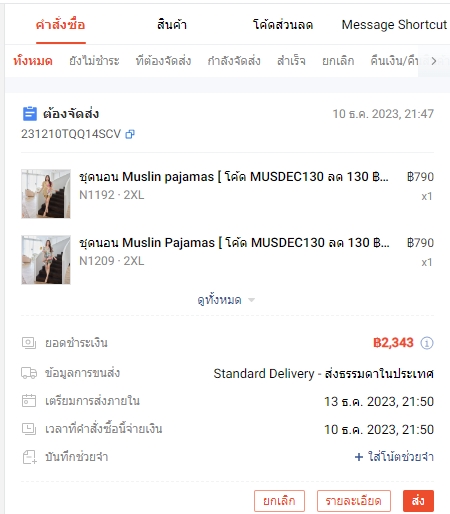 คำสั่งซื้อ สินค้า โค้ดส่วนลด Message Shortcut
ทั้งหมด ยังไม่ชำระ ที่ต้องจัดส่ง กำลังจัดส่ง สำเร็จ ยกเลิก คืนเงิน/คืน
ต้องจัดส่ง 10 ธ.ค. 2023, 21:47
231210TQQ14SCV
ชุดนอน Muslin pajamas [ โค้ด MUSDEC130 ลด 130 ฿... ฿790
N1192 · 2XL x1
ชุดนอน Muslin Pajamas [ โค้ด MUSDEC130 ลด 130 ฿... ฿790
N1209 · 2XL x1
ดูทั้งหมด
ยอดชำระเงิน ฿2,343
ข้อมูลการขนส่ง Standard Delivery - ส่งธรรมดาในประเทศ
เตรียมการส่งภายใน 13 ธ.ค. 2023, 21:50
เวลาที่คำสั่งซื้อนี้จ่ายเงิน 10 ธ.ค. 2023, 21:50
บันทึกช่วยจำ + ใส่โน้ตช่วยจำ
ยกเลิก รายละเอียด ส่ง